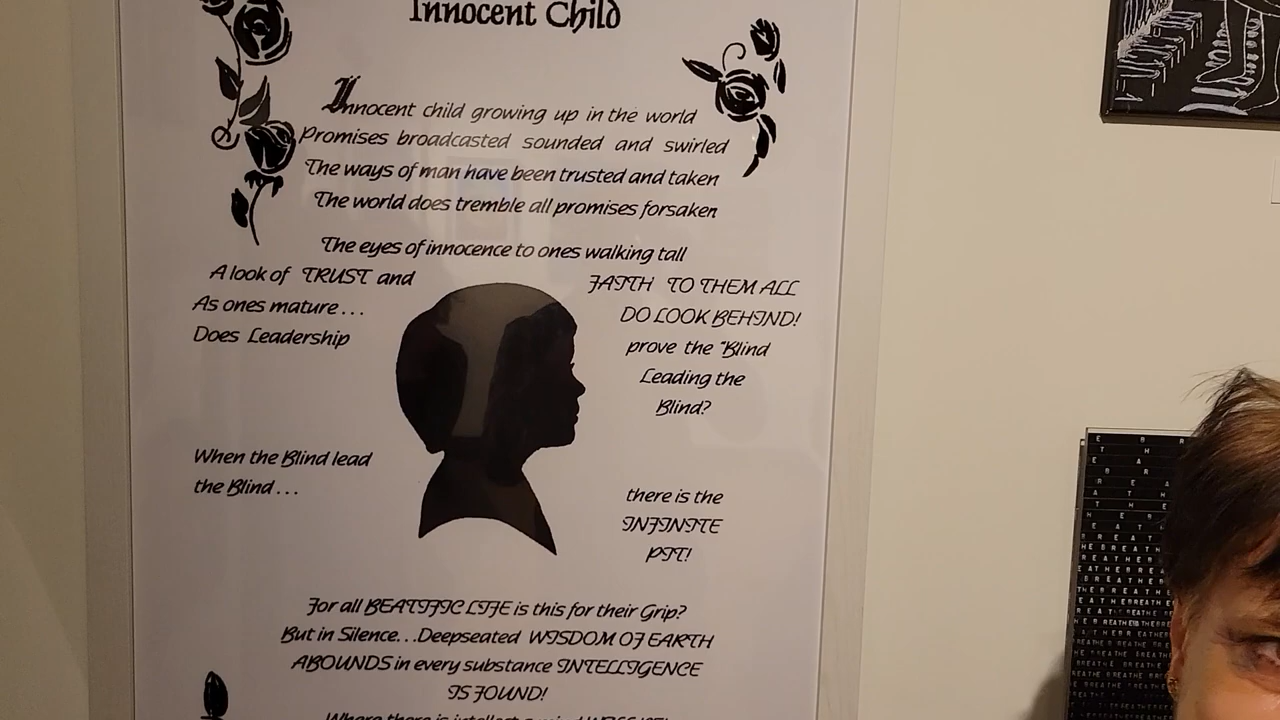 Innocent Child
Innocent child growing up in the world
Promises broadcasted sounded and swirled
The ways of man have been trusted and taken
The world does tremble all promises forsaken
The eyes of innocence to ones walking tall
A look of TRUST and FAITH TO THEM ALL
As ones mature... DO LOOK BEHIND!
Does Leadership prove the "Blind
Leading the
Blind?
When the Blind lead
the Blind...
there is the
INFINITE
PIT!
For all BEATIFIC LIFE is this for their Grip?
But in Silence...Deepseated WISDOM OF EARTH
ABOUNDS in every substance INTELLIGENCE
IS FOUND!
Where there is intellect